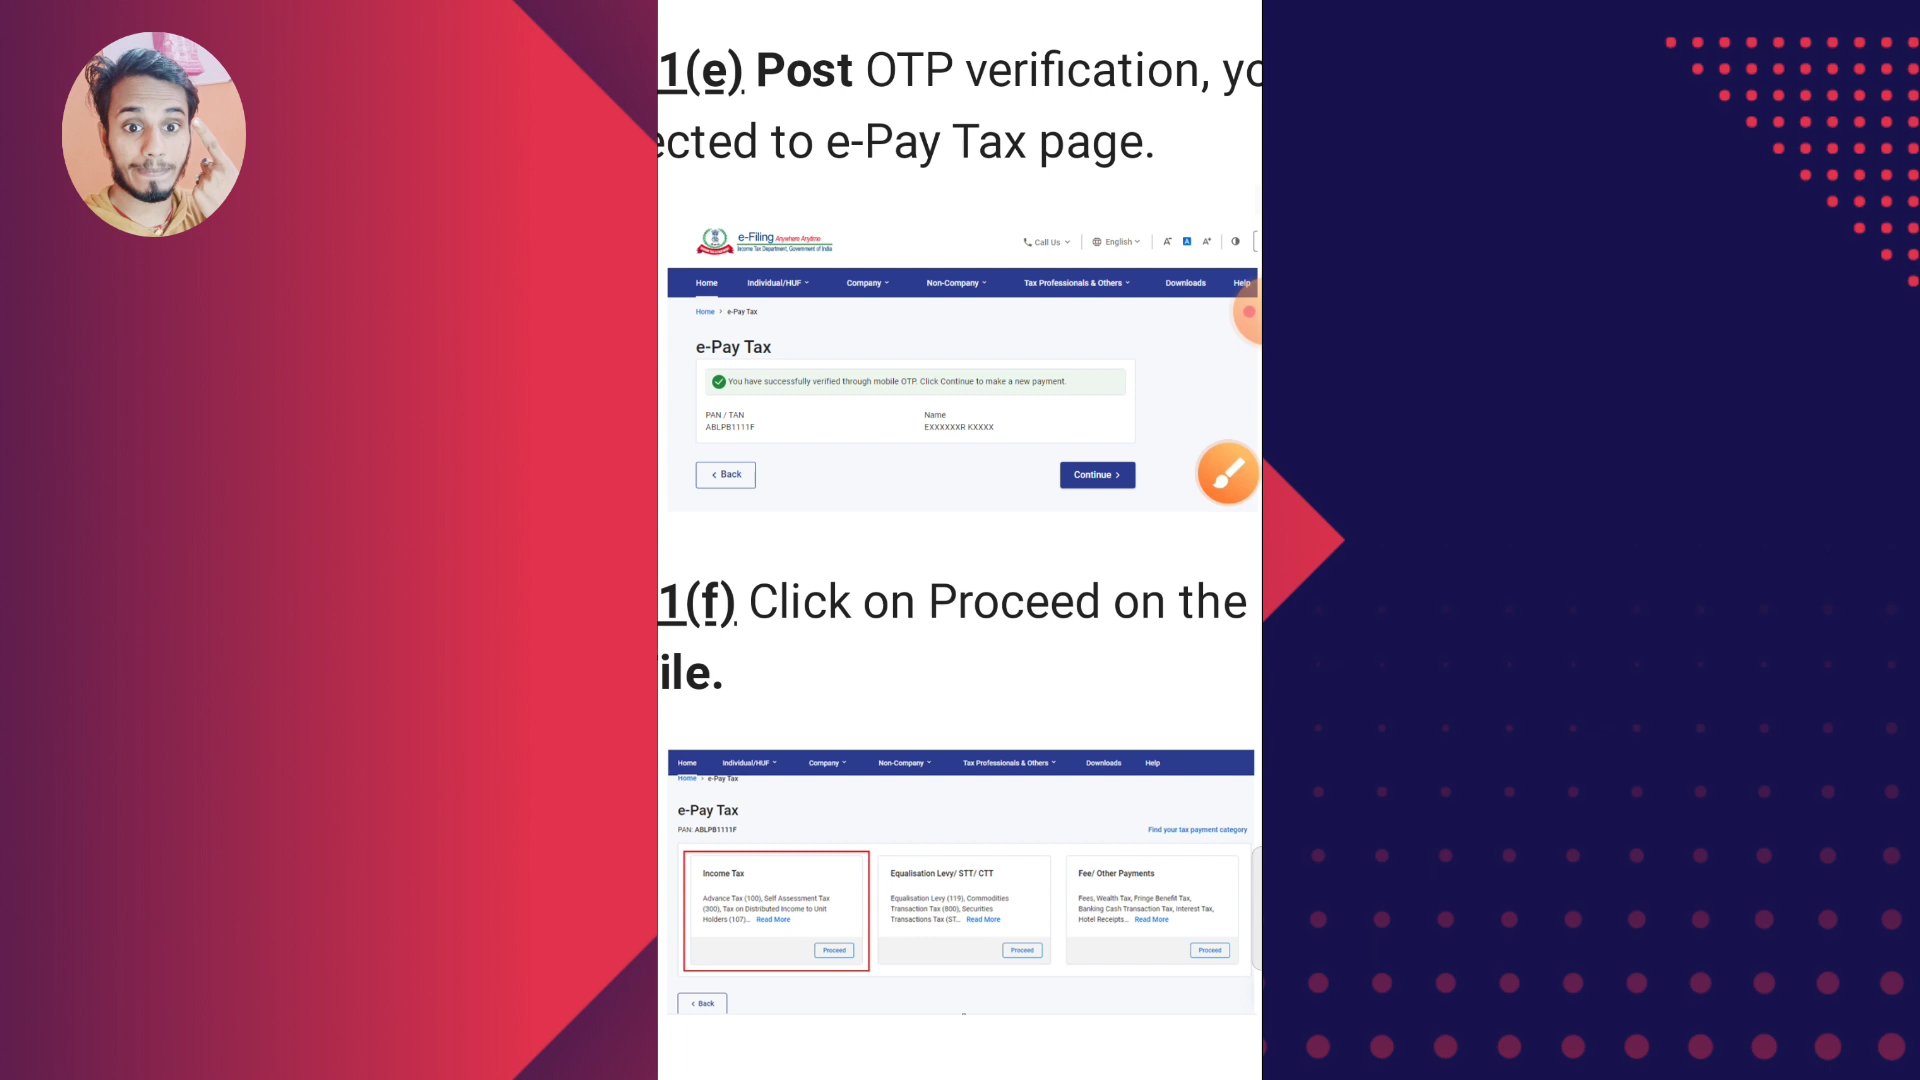 1(e) Post OTP verification, yo
ected to e-Pay Tax page.
e-Filing Anywhere Anytime
Income Tax Department, Government of India
Call Us
English
A A A
Home Individual/HUF Company Non-Company Tax Professionals & Others Downloads Help
Home > e-Pay Tax
e-Pay Tax
You have successfully verified through mobile OTP. Click Continue to make a new payment.
PAN / TAN Name
ABLPB1111F EXXXXXXR KXXXX
< Back Continue >
1(f) Click on Proceed on the
ile.
Home Individual/HUF Company Non-Company Tax Professionals & Others Downloads Help
Home > e-Pay Tax
e-Pay Tax
PAN: ABLPB1111F Find your tax payment category
Income Tax
Advance Tax (100), Self Assessment Tax
(300), Tax on Distributed Income to Unit
Holders (107)... Read More
Proceed
Equalisation Levy/ STT/ CTT
Equalisation Levy (119), Commodities
Transaction Tax (800), Securities
Transactions Tax (ST... Read More
Proceed
Fee/ Other Payments
Fees, Wealth Tax, Fringe Benefit Tax,
Banking Cash Transaction Tax, Interest Tax,
Hotel Receipts... Read More
Proceed
< Back